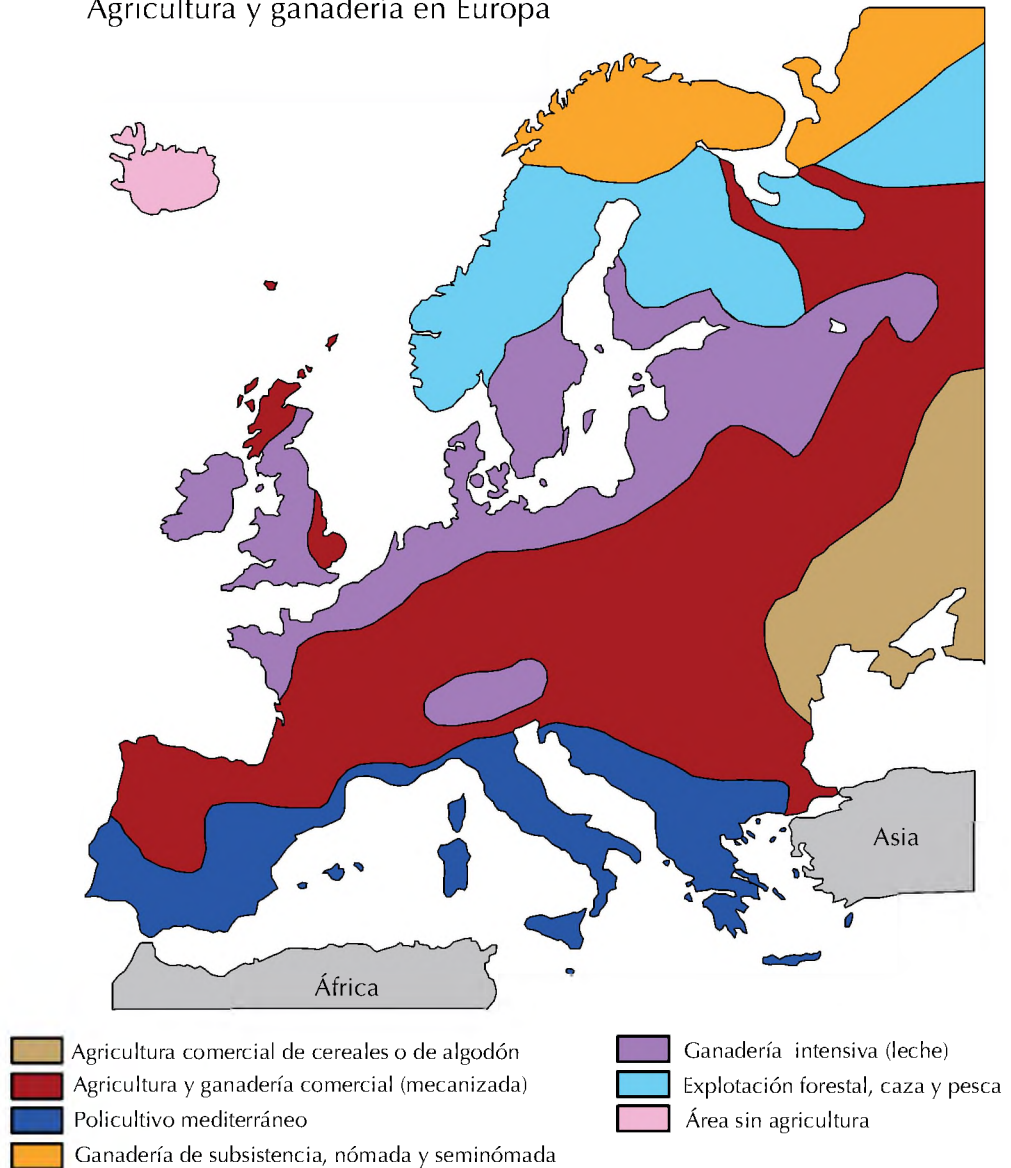 Agricultura y ganadería en Europa
Asia
África
Agricultura comercial de cereales o de algodón
Agricultura y ganadería comercial (mecanizada)
Policultivo mediterráneo
Ganadería de subsistencia, nómada y seminómada
Ganadería intensiva (leche)
Explotación forestal, caza y pesca
Área sin agricultura